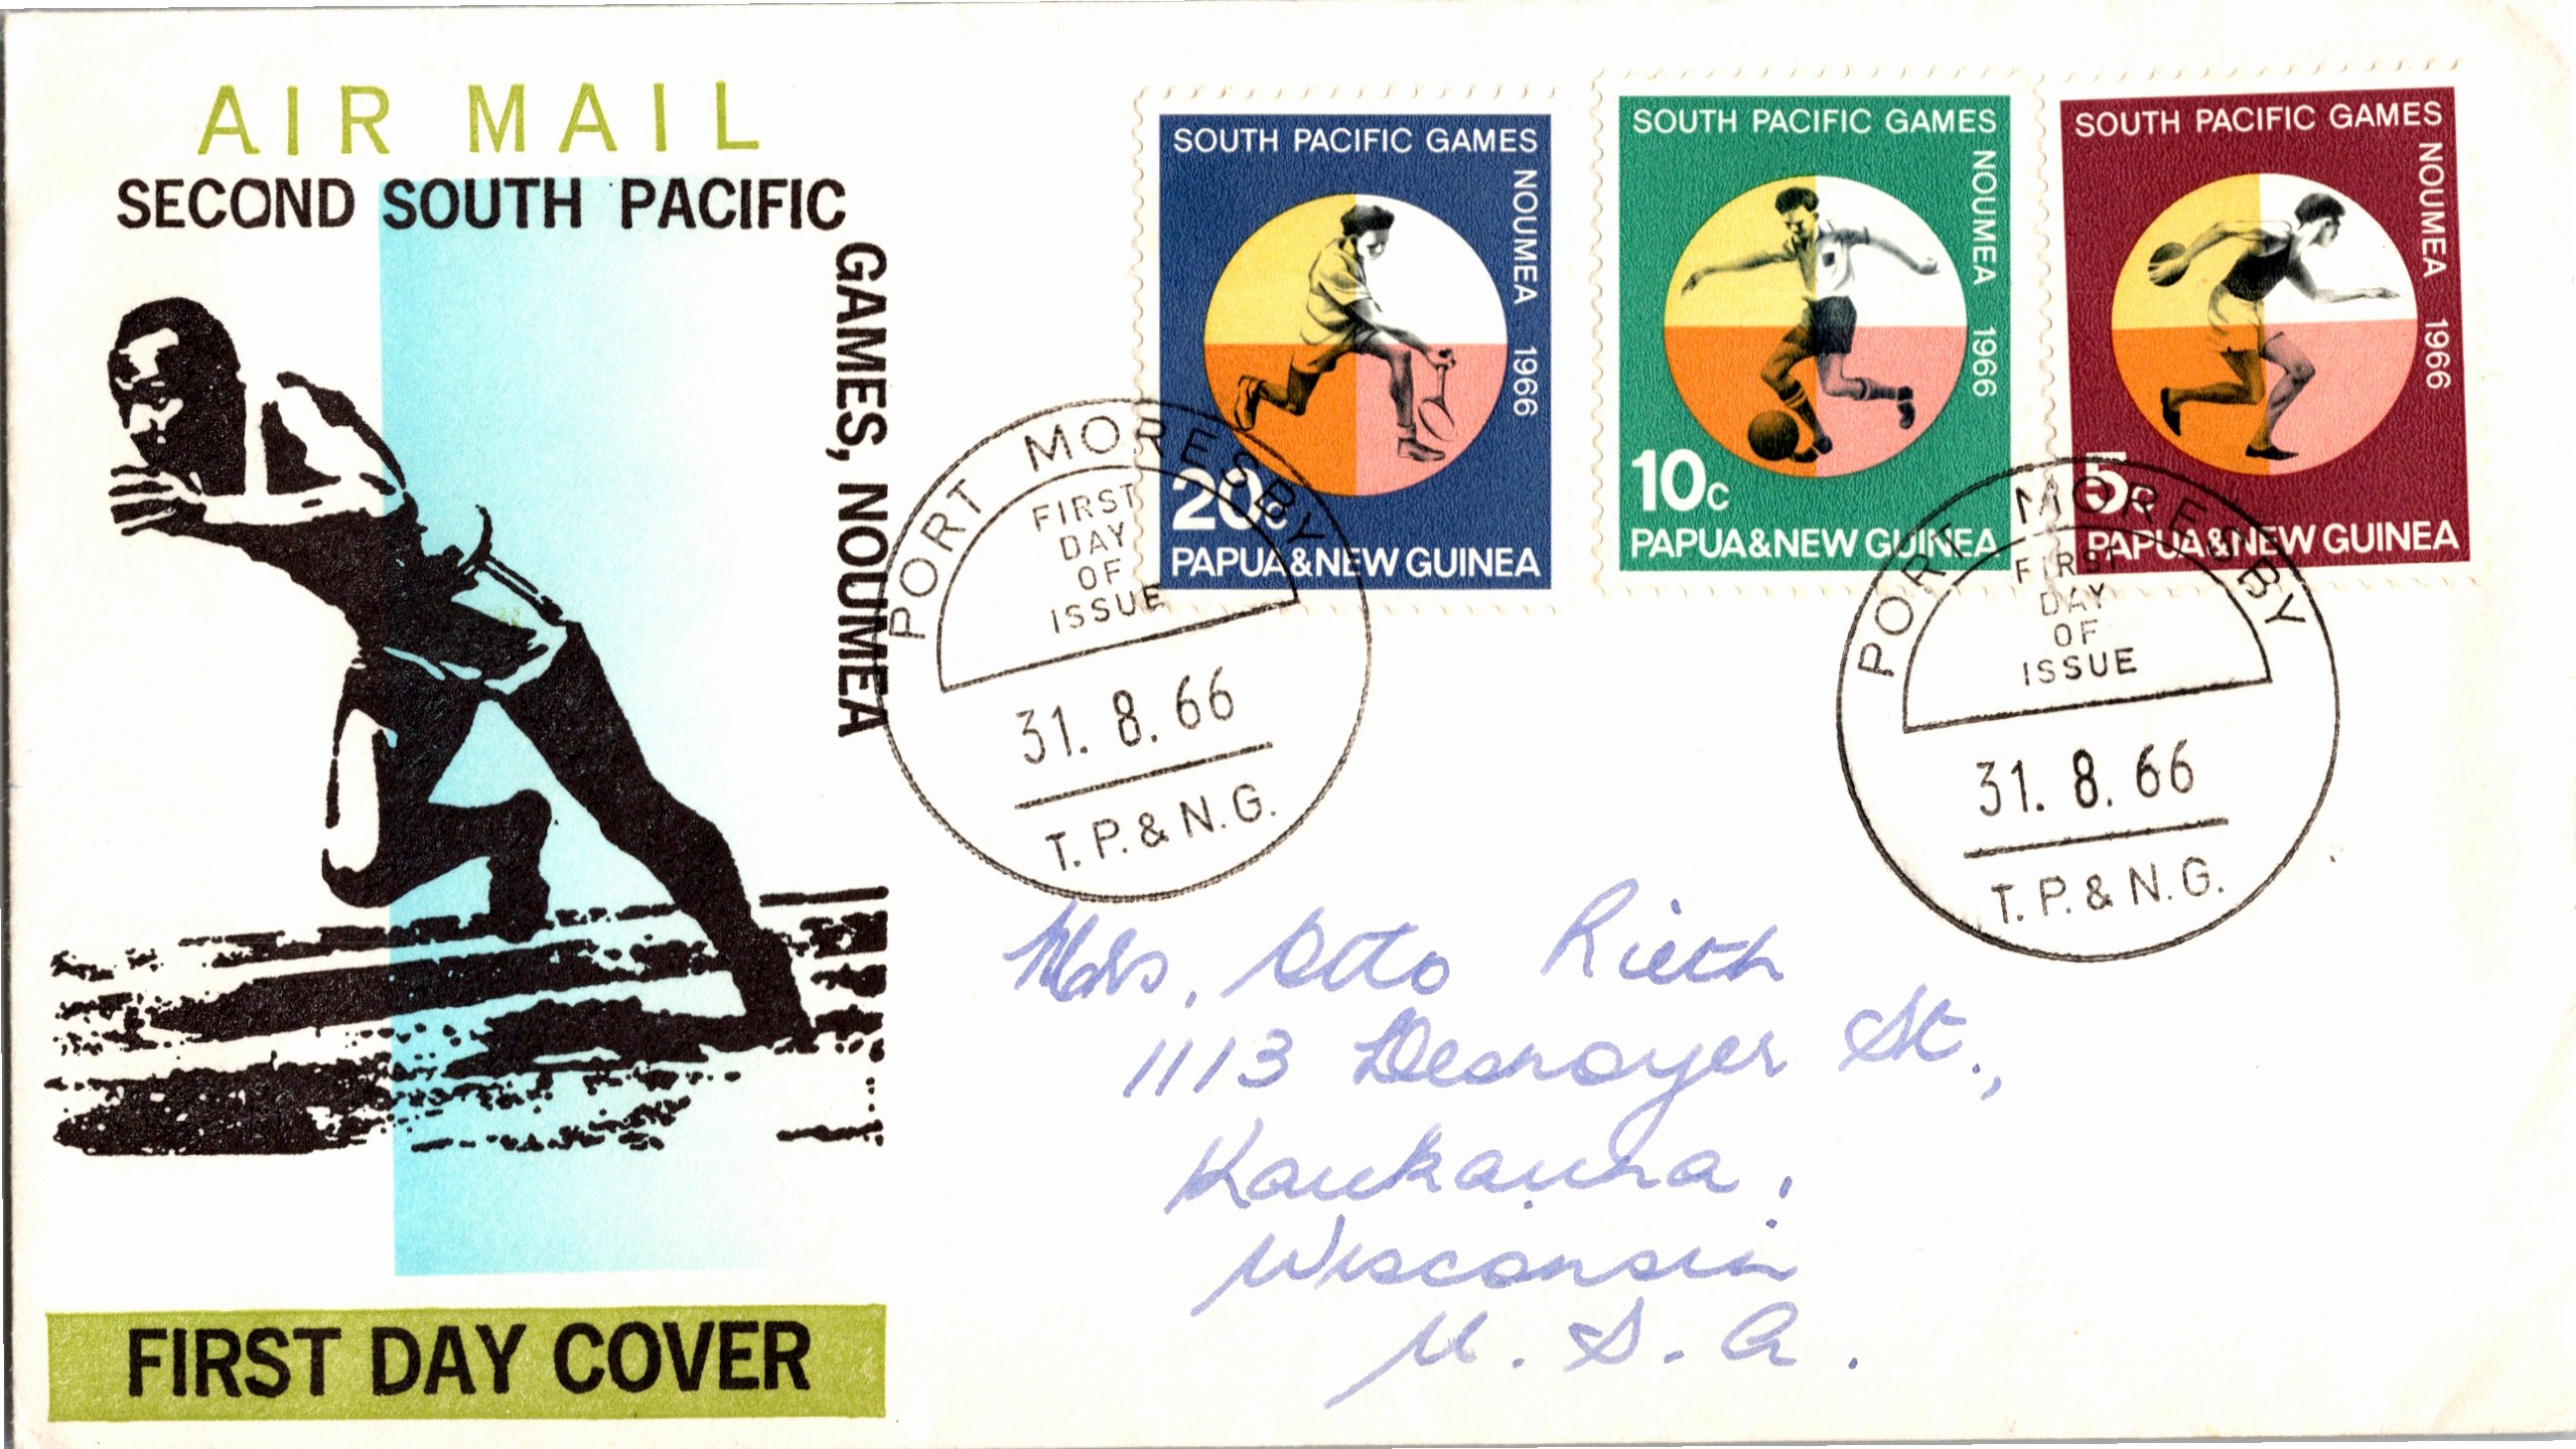 AIR MAIL
SECOND SOUTH PACIFIC
GAMES, NOUMEA
FIRST DAY COVER
SOUTH PACIFIC GAMES
NOUMEA 1966
20c
PAPUA & NEW GUINEA
SOUTH PACIFIC GAMES
NOUMEA 1966
10c
PAPUA & NEW GUINEA
SOUTH PACIFIC GAMES
NOUMEA 1966
5c
PAPUA & NEW GUINEA
PORT MORESBY
FIRST
DAY
OF
ISSUE
31. 8. 66
T. P. & N. G.
PORT MORESBY
FIRST
DAY
OF
ISSUE
31. 8. 66
T. P. & N. G.
Mrs. Otto Rieth
1113 Desnoyer St.,
Kaukauna,
Wisconsin
U. S. A.